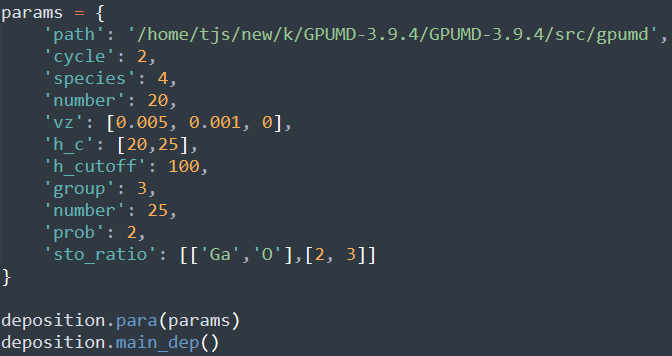 params = {
    'path': '/home/tjs/new/k/GPUMD-3.9.4/GPUMD-3.9.4/src/gpumd',
    'cycle': 2,
    'species': 4,
    'number': 20,
    'vz': [0.005, 0.001, 0],
    'h_c': [20,25],
    'h_cutoff': 100,
    'group': 3,
    'number': 25,
    'prob': 2,
    'sto_ratio': [['Ga','O'],[2, 3]]
}
deposition.para(params)
deposition.main_dep()